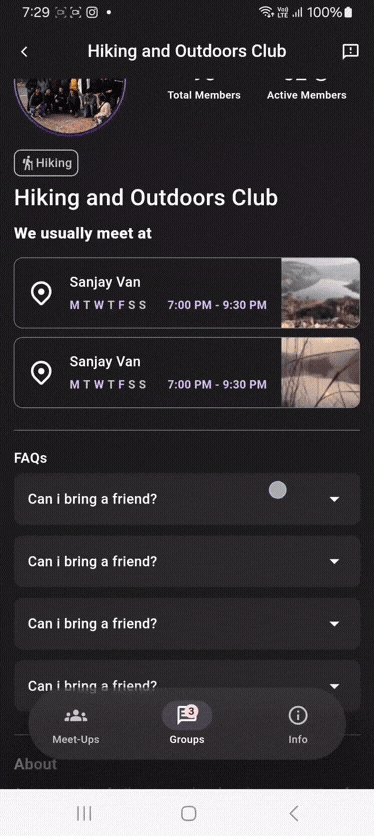 7:29
Vo)) LTE
100%
Hiking and Outdoors Club
Total Members
Active Members
Hiking
Hiking and Outdoors Club
We usually meet at
Sanjay Van
M T W T F S S
7:00 PM - 9:30 PM
Sanjay Van
M T W T F S S
7:00 PM - 9:30 PM
FAQs
Can i bring a friend?
Can i bring a friend?
Can i bring a friend?
Can i bring a friend?
3
Meet-Ups
Groups
Info
About